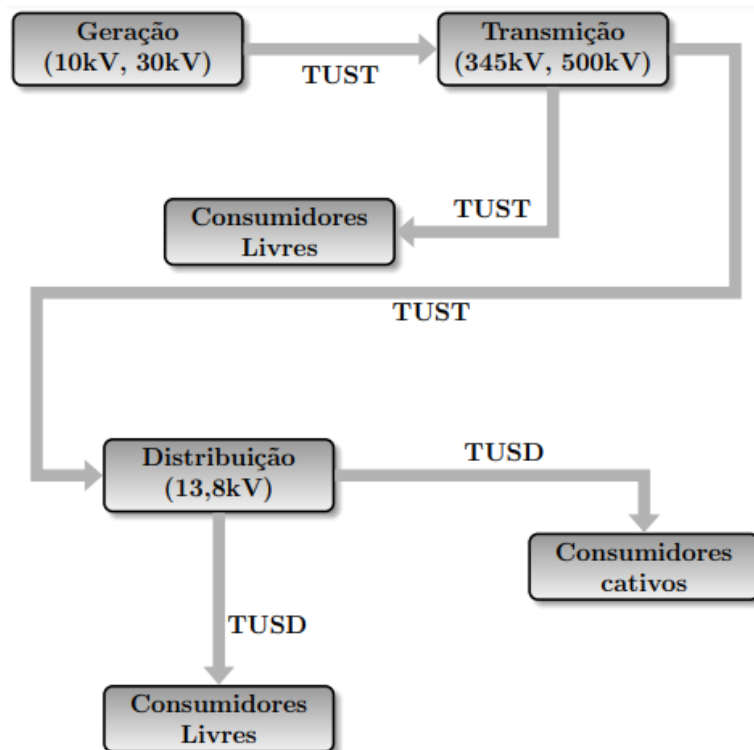 Geração
(10kV, 30kV)
TUST
Transmição
(345kV, 500kV)
Consumidores
Livres
TUST
TUST
Distribuição
(13,8kV)
TUSD
Consumidores
cativos
TUSD
Consumidores
Livres